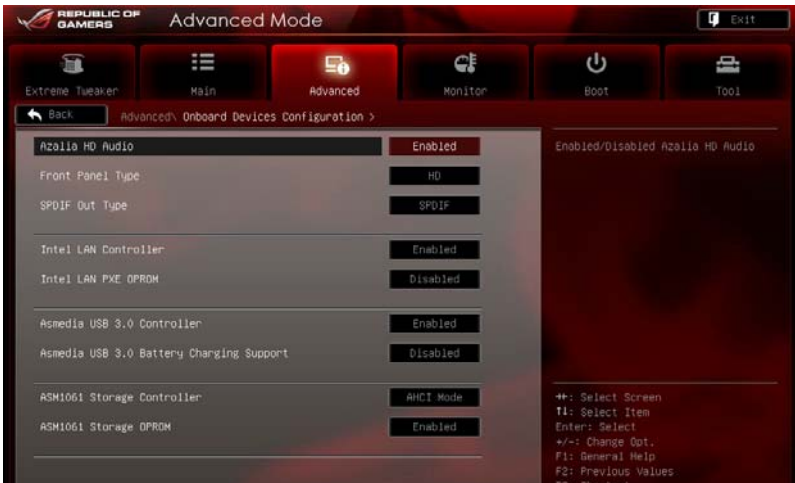 REPUBLIC OF
GAMERS
Advanced Mode
Exit
Extreme Tweaker
Main
Advanced
Monitor
Boot
Tool
Back
Advanced\ Onboard Devices Configuration >
Azalia HD Audio Enabled
Front Panel Type HD
SPDIF Out Type SPDIF
Intel LAN Controller Enabled
Intel LAN PXE OPROM Disabled
Asmedia USB 3.0 Controller Enabled
Asmedia USB 3.0 Battery Charging Support Disabled
ASM1061 Storage Controller AHCI Mode
ASM1061 Storage OPROM Enabled
Enabled/Disabled Azalia HD Audio
→←: Select Screen
↑↓: Select Item
Enter: Select
+/-: Change Opt.
F1: General Help
F2: Previous Values